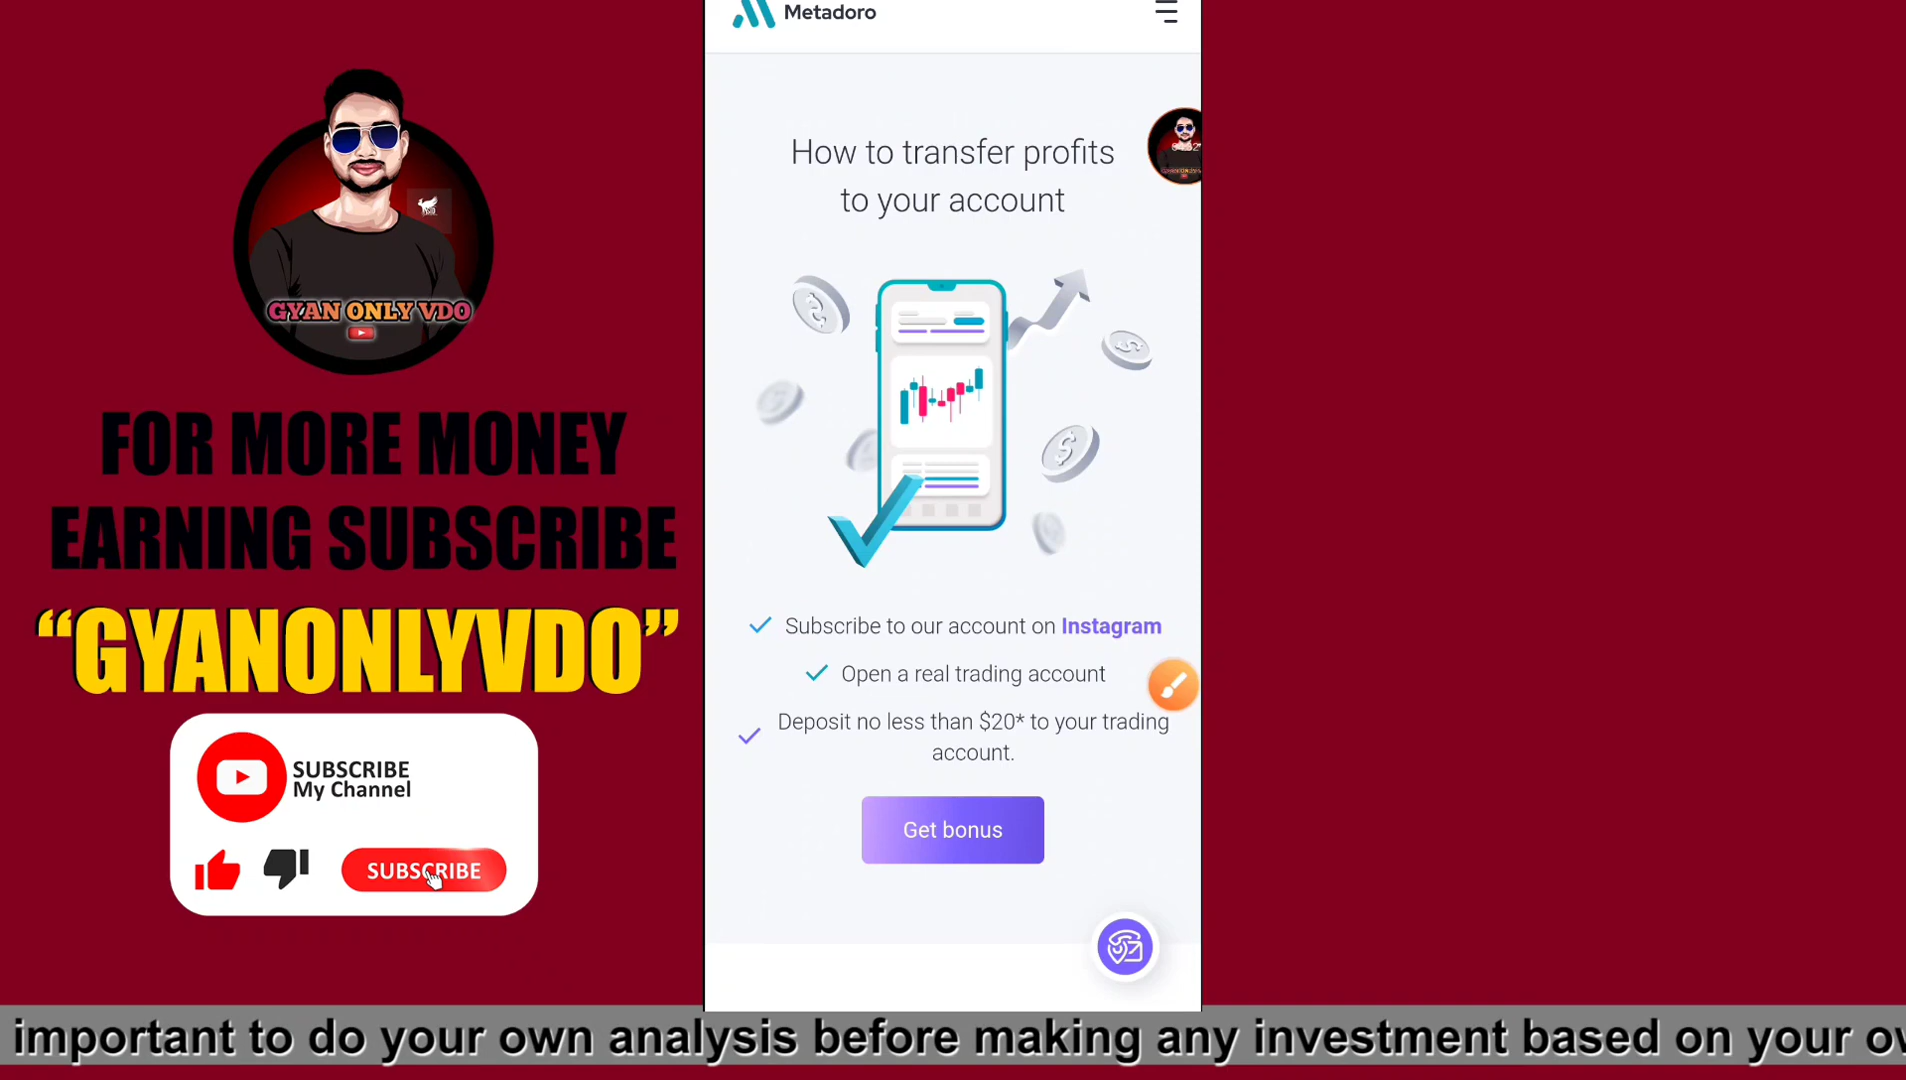 GYAN ONLY VDO
FOR MORE MONEY
EARNING SUBSCRIBE
“GYANONLYVDO”
SUBSCRIBE
My Channel
SUBSCRIBE
Metadoro
How to transfer profits
to your account
Subscribe to our account on Instagram
Open a real trading account
Deposit no less than $20* to your trading
account.
Get bonus
important to do your own analysis before making any investment based on your